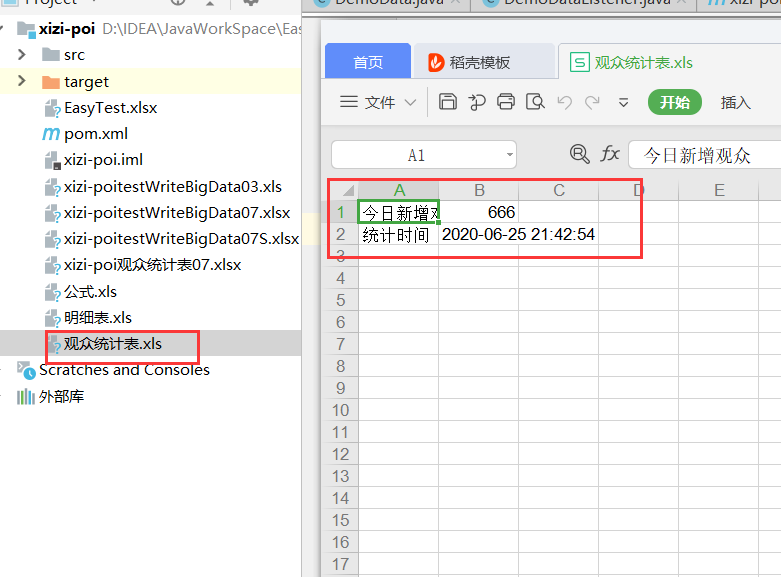 Project
DemoData.java
DemoDataListener.java
xizi-po
xizi-poi D:\IDEA\JavaWorkSpace\Eas
src
target
EasyTest.xlsx
pom.xml
xizi-poi.iml
xizi-poitestWriteBigData03.xls
xizi-poitestWriteBigData07.xlsx
xizi-poitestWriteBigData07S.xlsx
xizi-poi观众统计表07.xlsx
公式.xls
明细表.xls
观众统计表.xls
Scratches and Consoles
外部库
首页
稻壳模板
观众统计表.xls
文件
开始
插入
A1
fx
今日新增观众
A B C D E
1 今日新增 666
2 统计时间 2020-06-25 21:42:54
3
4
5
6
7
8
9
10
11
12
13
14
15
16
17